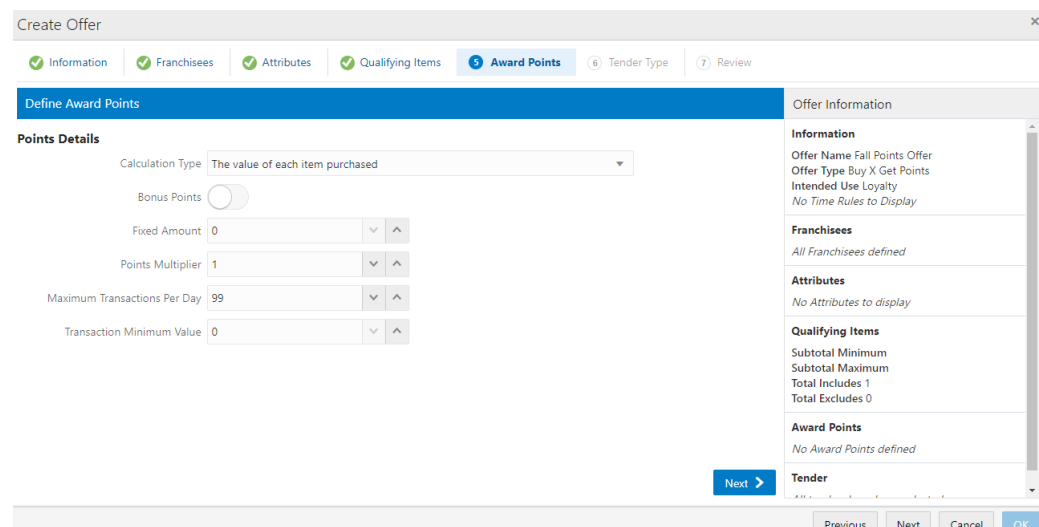 Create Offer
Information
Franchisees
Attributes
Qualifying Items
5 Award Points
6 Tender Type
7 Review
Define Award Points
Points Details
Calculation Type The value of each item purchased
Bonus Points
Fixed Amount 0
Points Multiplier 1
Maximum Transactions Per Day 99
Transaction Minimum Value 0
Next
Offer Information
Information
Offer Name Fall Points Offer
Offer Type Buy X Get Points
Intended Use Loyalty
No Time Rules to Display
Franchisees
All Franchisees defined
Attributes
No Attributes to display
Qualifying Items
Subtotal Minimum
Subtotal Maximum
Total Includes 1
Total Excludes 0
Award Points
No Award Points defined
Tender
Previous
Next
Cancel
OK